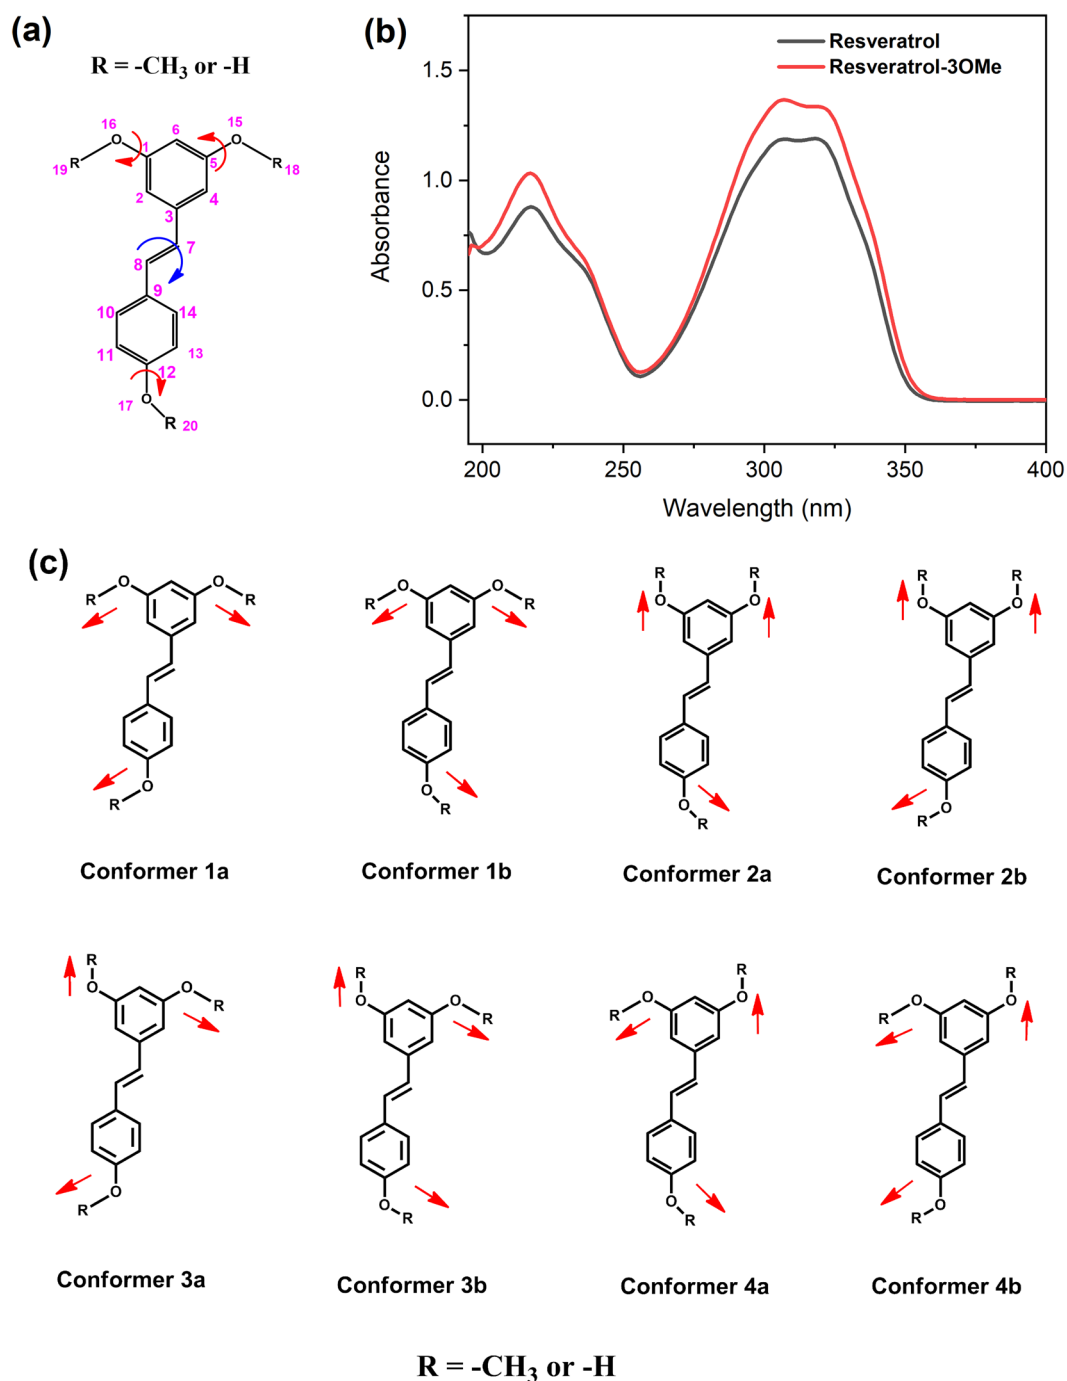 (a)
R = -CH3 or -H
16
6
15
O
O
1
5
R
R
19
18
2
4
3
7
8
9
10
14
11
13
12
17
O
R
20
(b)
Resveratrol
Resveratrol-3OMe
1.5
1.0
0.5
0.0
Absorbance
200
250
300
350
400
Wavelength (nm)
(c)
O
O
R
R
O
R
Conformer 1a
O
O
R
R
O
R
Conformer 1b
R
R
O
O
O
R
Conformer 2a
R
R
O
O
O
R
Conformer 2b
R
O
O
R
O
R
Conformer 3a
R
O
O
R
O
R
Conformer 3b
R
O
O
R
O
R
Conformer 4a
R
O
O
R
O
R
Conformer 4b
R = -CH3 or -H